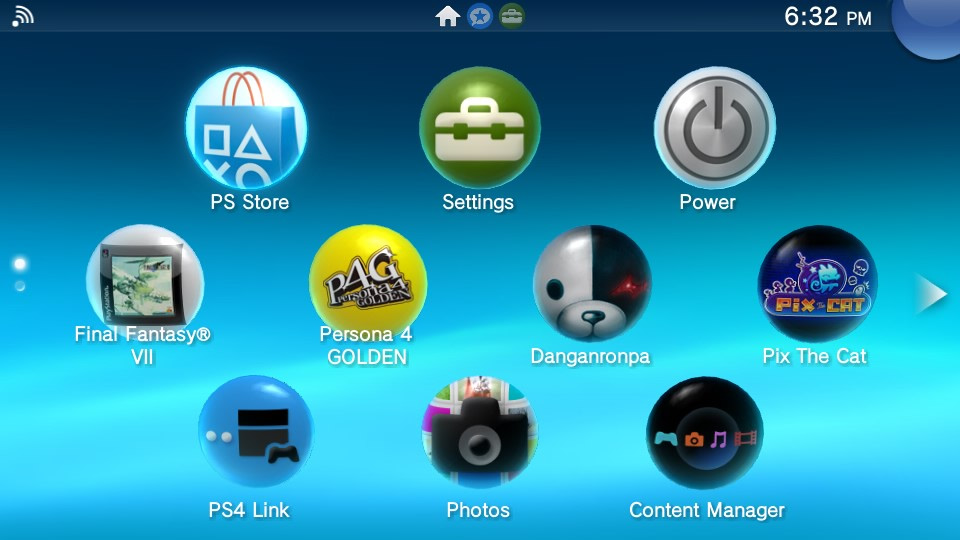 6:32 PM
PS Store
Settings
Power
P4G
Persona 4
GOLDEN
PIX THE CAT
Final Fantasy®
VII
Persona 4
GOLDEN
Danganronpa
Pix The Cat
PS4 Link
Photos
Content Manager